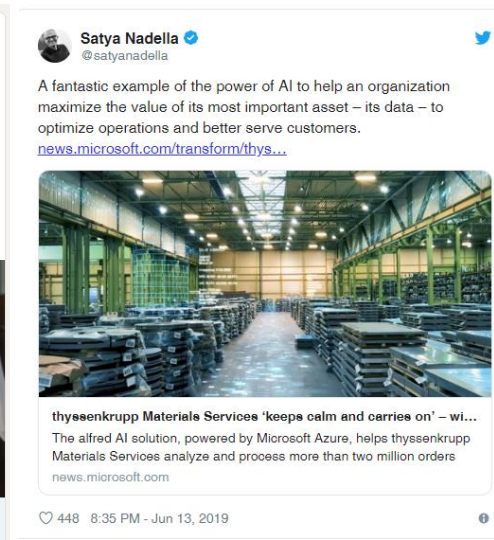 Satya Nadella
@satyanadella
A fantastic example of the power of AI to help an organization
maximize the value of its most important asset – its data – to
optimize operations and better serve customers.
news.microsoft.com/transform/thys…
thyssenkrupp Materials Services ‘keeps calm and carries on’ – wi…
The alfred AI solution, powered by Microsoft Azure, helps thyssenkrupp
Materials Services analyze and process more than two million orders
news.microsoft.com
448 8:35 PM - Jun 13, 2019